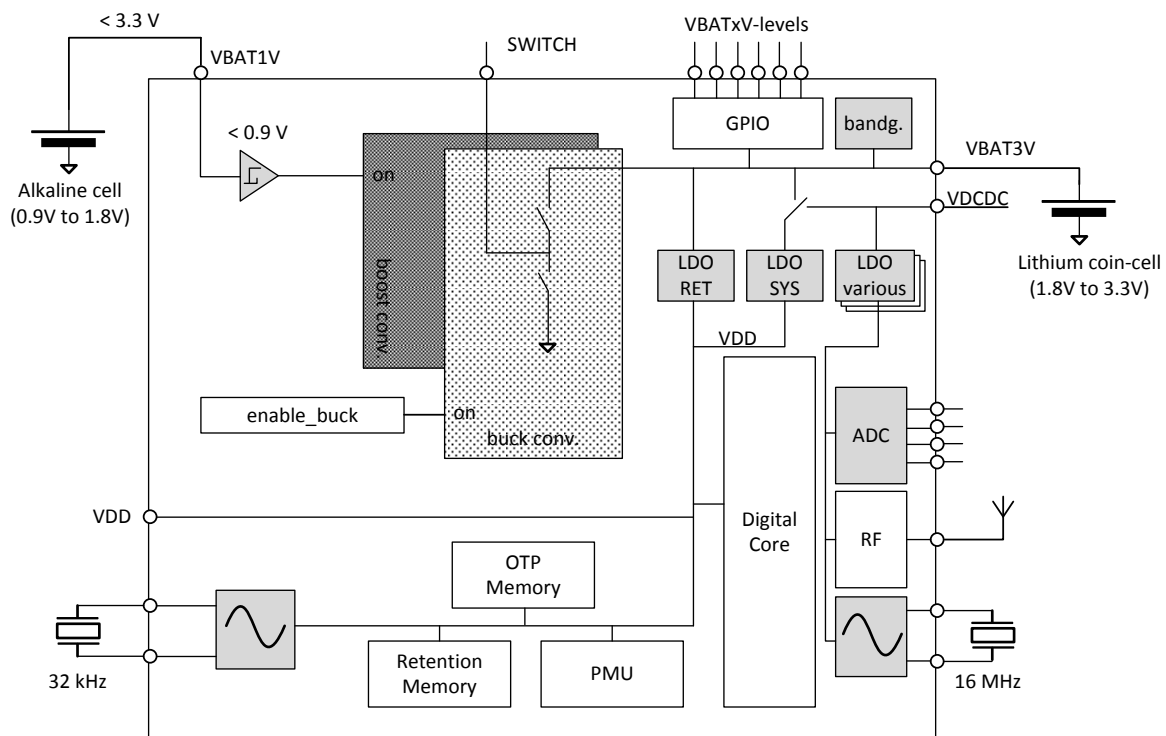 < 3.3 V
VBAT1V
SWITCH
VBATxV-levels
GPIO
bandg.
< 0.9 V
on
VBAT3V
Alkaline cell
(0.9V to 1.8V)
VDCDC
boost conv.
LDO
RET
LDO
SYS
LDO
various
Lithium coin-cell
(1.8V to 3.3V)
VDD
enable_buck
on
buck conv.
ADC
VDD
Digital
Core
RF
OTP
Memory
Retention
Memory
PMU
32 kHz
16 MHz